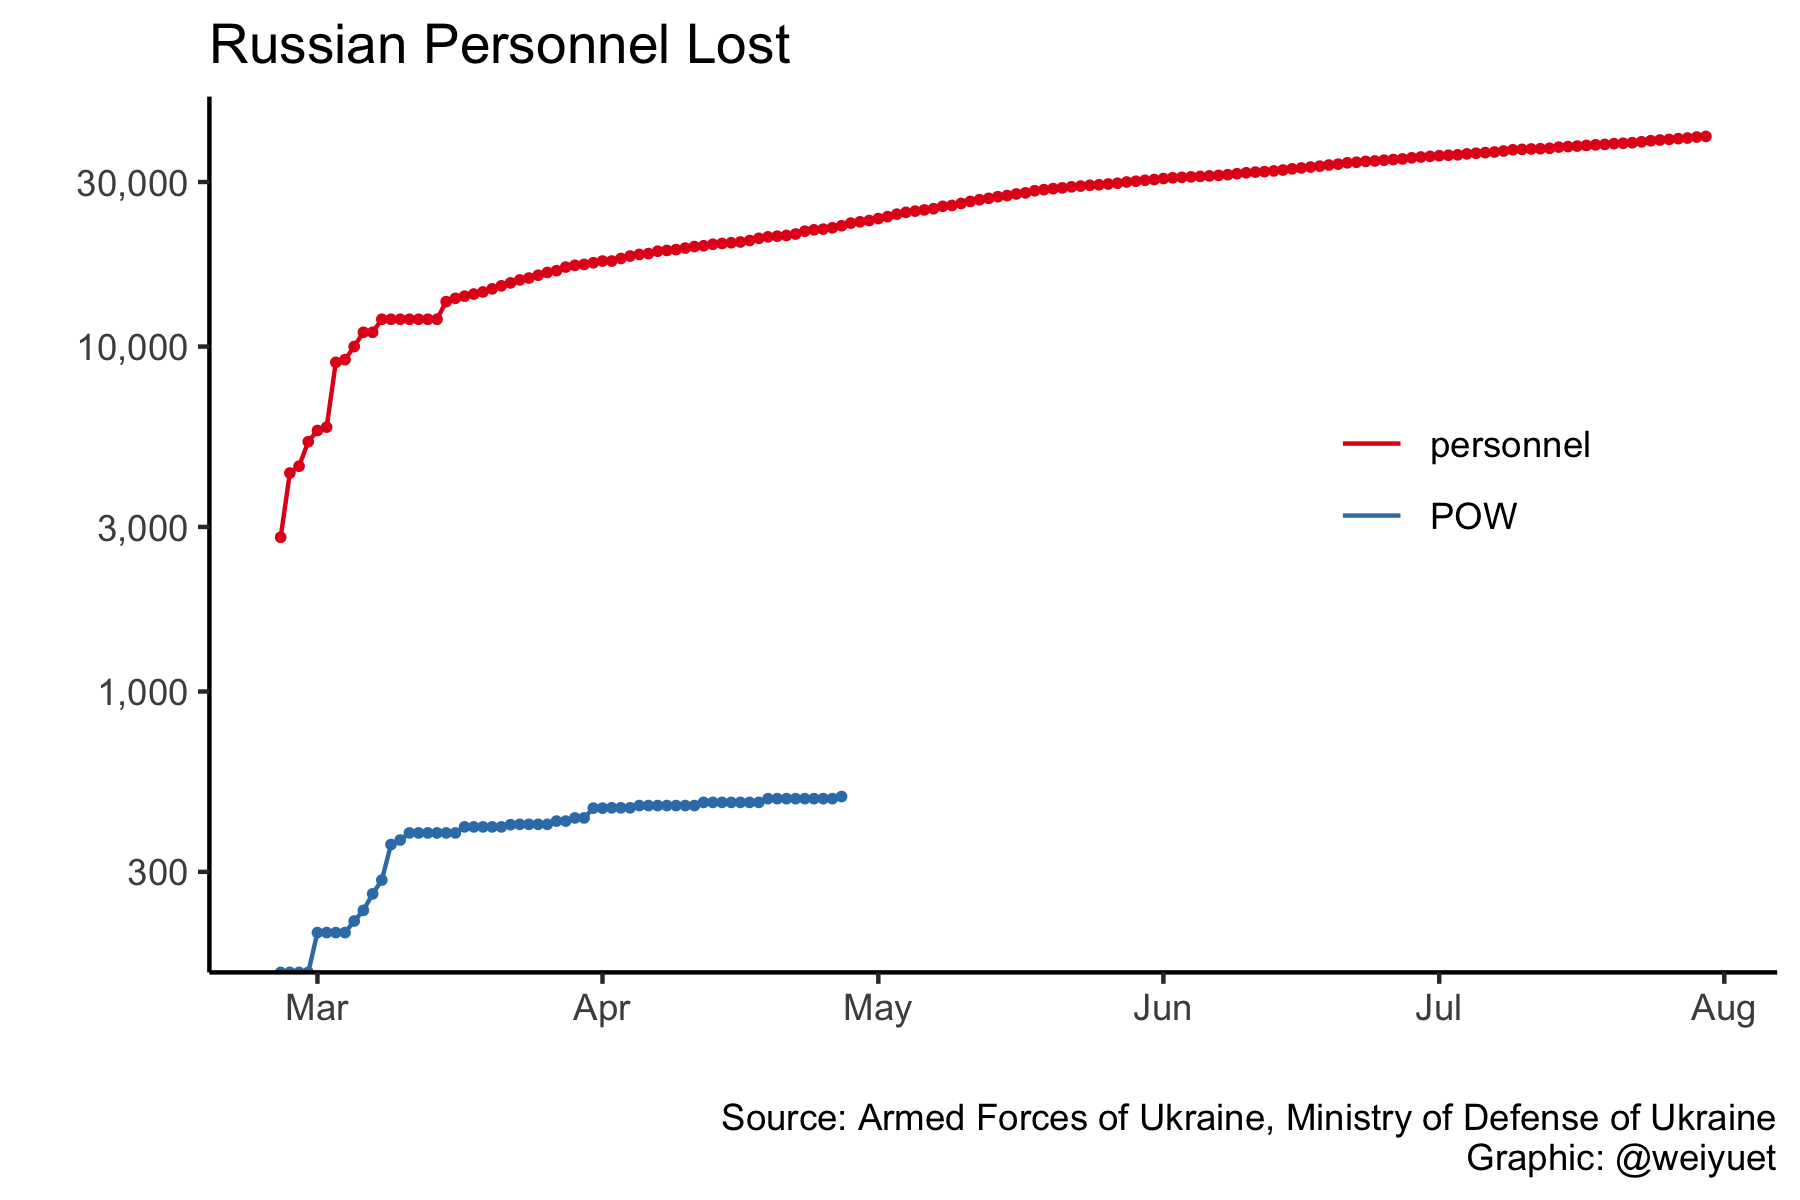 Russian Personnel Lost
30,000
10,000
3,000
1,000
300
personnel
POW
Mar Apr May Jun Jul Aug
Source: Armed Forces of Ukraine, Ministry of Defense of Ukraine
Graphic: @weiyuet